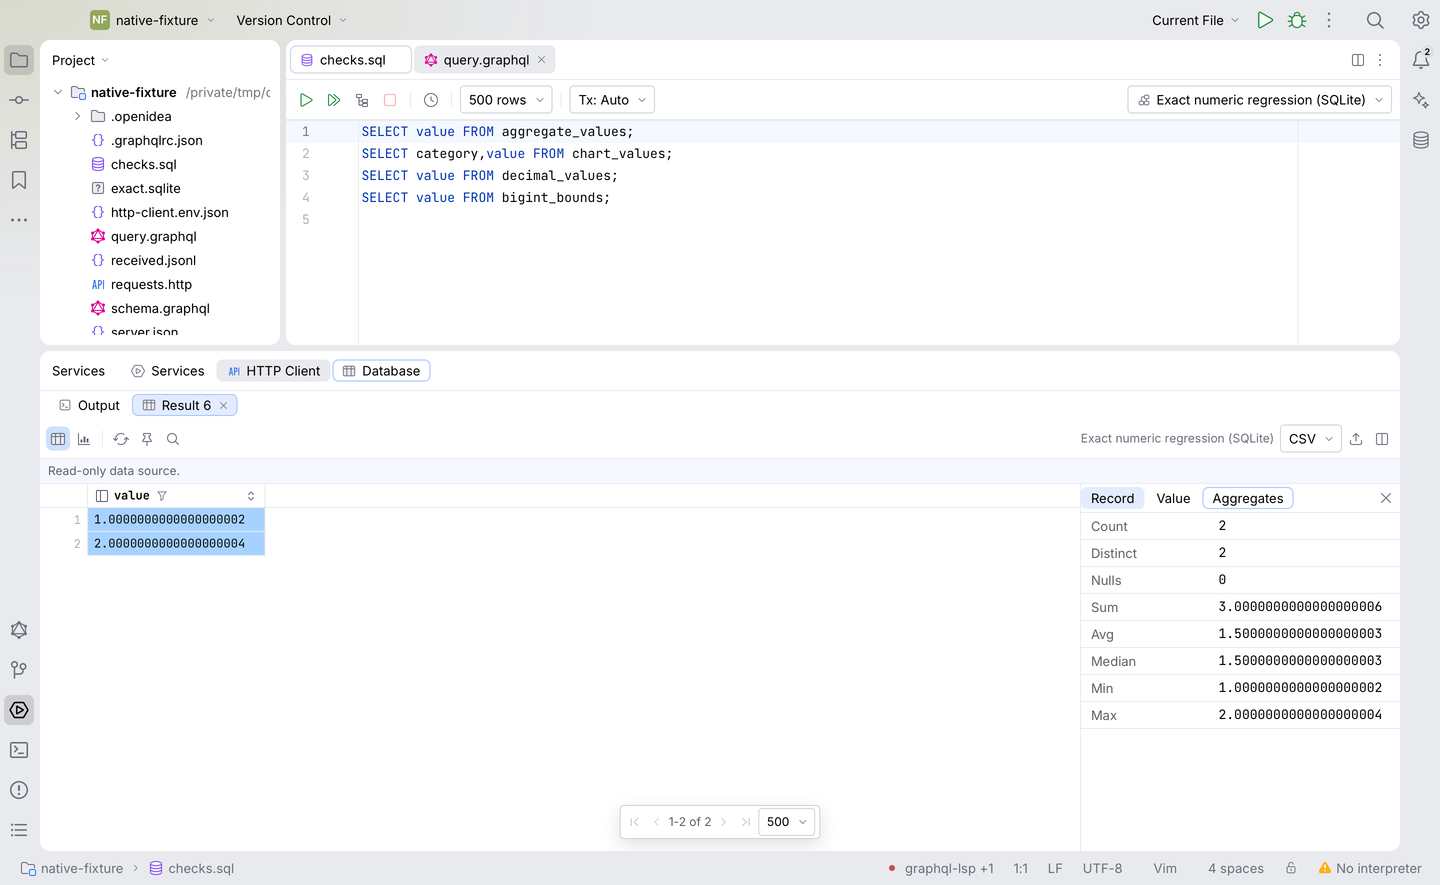 NF native-fixture Version Control Current File
Project
native-fixture /private/tmp/c
.openidea
.graphqlrc.json
checks.sql
exact.sqlite
http-client.env.json
query.graphql
received.jsonl
API requests.http
schema.graphql
server.json
checks.sql query.graphql
2
500 rows Tx: Auto Exact numeric regression (SQLite)
1 SELECT value FROM aggregate_values;
2 SELECT category,value FROM chart_values;
3 SELECT value FROM decimal_values;
4 SELECT value FROM bigint_bounds;
5
Services Services API HTTP Client Database
Output Result 6
Exact numeric regression (SQLite) CSV
Read-only data source.
value
1 1.0000000000000000002
2 2.0000000000000000004
Record Value Aggregates
Count 2
Distinct 2
Nulls 0
Sum 3.0000000000000000006
Avg 1.5000000000000000003
Median 1.5000000000000000003
Min 1.0000000000000000002
Max 2.0000000000000000004
1-2 of 2 500
native-fixture checks.sql graphql-lsp +1 1:1 LF UTF-8 Vim 4 spaces No interpreter